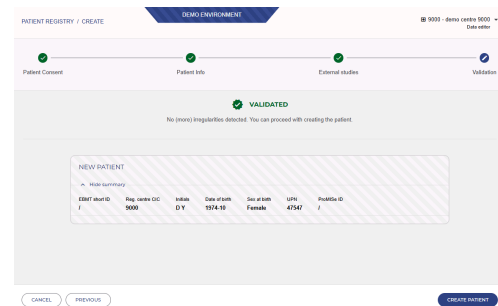 PATIENT REGISTRY / CREATE
DEMO ENVIRONMENT
9000 - demo centre 9000
Data editor
Patient Consent
Patient Info
External studies
Validation
VALIDATED
No (more) irregularities detected. You can proceed with creating the patient.
NEW PATIENT
Hide summary
EBMT short ID Reg. centre CIC Initials Date of birth Sex at birth UPN ProMISe ID
/ 9000 D Y 1974-10 Female 47547 /
CANCEL PREVIOUS CREATE PATIENT